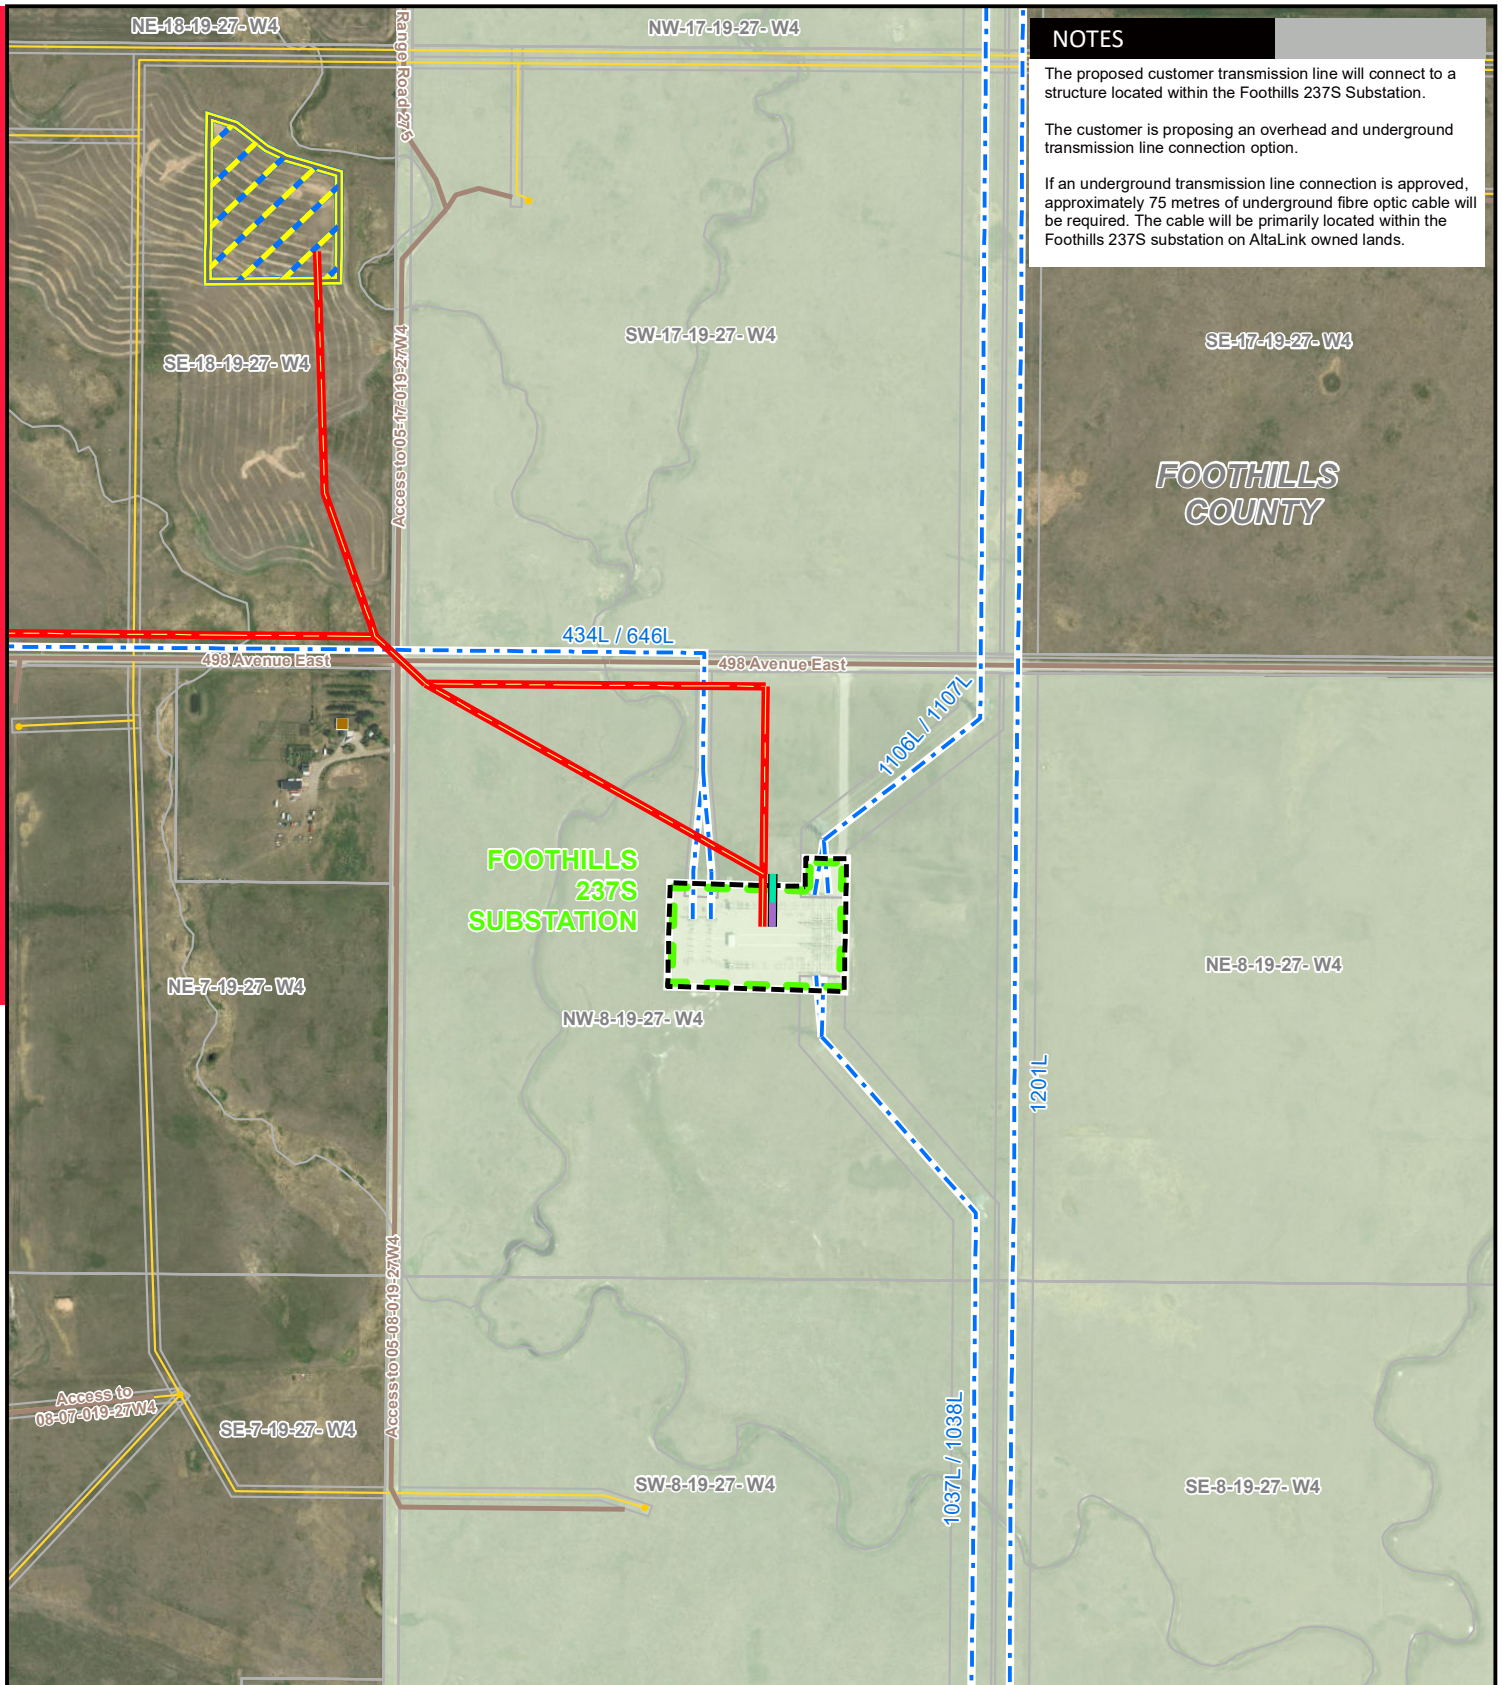 NE-18-19-27- W4
Range Road 275
NW-17-19-27- W4
NOTES
The proposed customer transmission line will connect to a
structure located within the Foothills 237S Substation.
The customer is proposing an overhead and underground
transmission line connection option.
If an underground transmission line connection is approved,
approximately 75 metres of underground fibre optic cable will
be required. The cable will be primarily located within the
Foothills 237S substation on AltaLink owned lands.
SE-18-19-27- W4
Access to 05-17-019-27W4
SW-17-19-27- W4
SE-17-19-27- W4
FOOTHILLS
COUNTY
434L / 646L
498 Avenue East
498 Avenue East
1106L / 1107L
FOOTHILLS
237S
SUBSTATION
NE-7-19-27- W4
NW-8-19-27- W4
NE-8-19-27- W4
1201L
Access to 05-08-019-27W4
Access to
08-07-019-27W4
SE-7-19-27- W4
SW-8-19-27- W4
1037L / 1038L
SE-8-19-27- W4